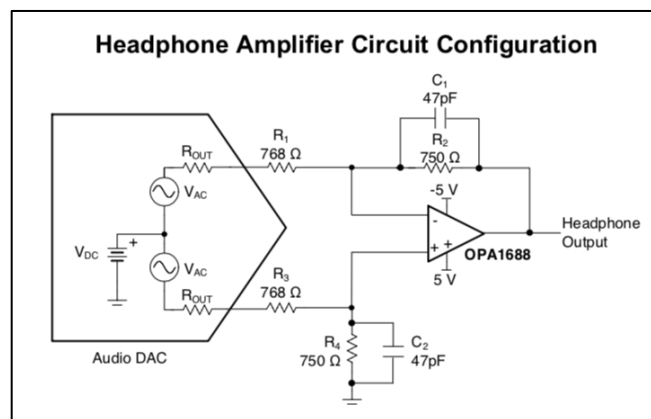 Headphone Amplifier Circuit Configuration
C1
47pF
R1
768 Ω
R2
750 Ω
ROUT
VAC
-5 V
-
+ +
OPA1688
5 V
Headphone
Output
VDC
+
VAC
ROUT
R3
768 Ω
R4
750 Ω
C2
47pF
Audio DAC